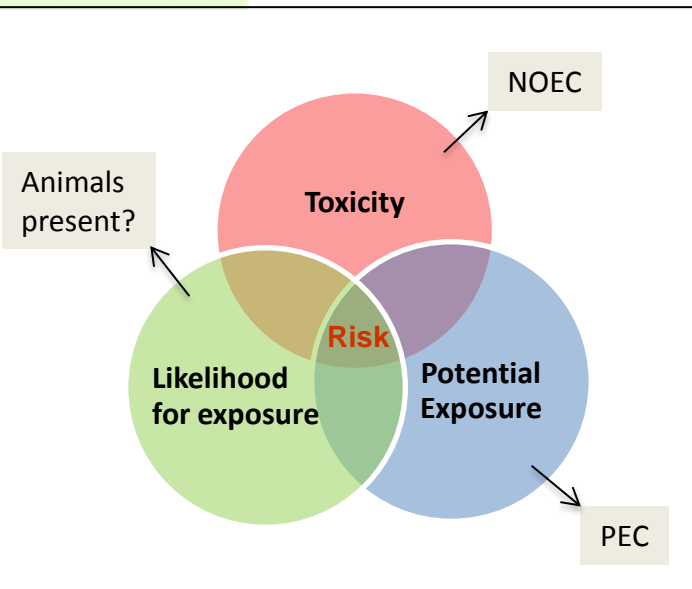 NOEC
Animals
present?
Toxicity
Risk
Likelihood
for exposure
Potential
Exposure
PEC